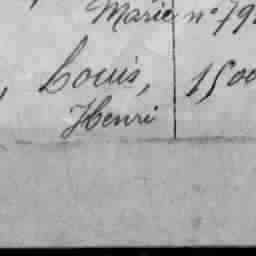 Marie n° 79
, Louis, 1500
Henri